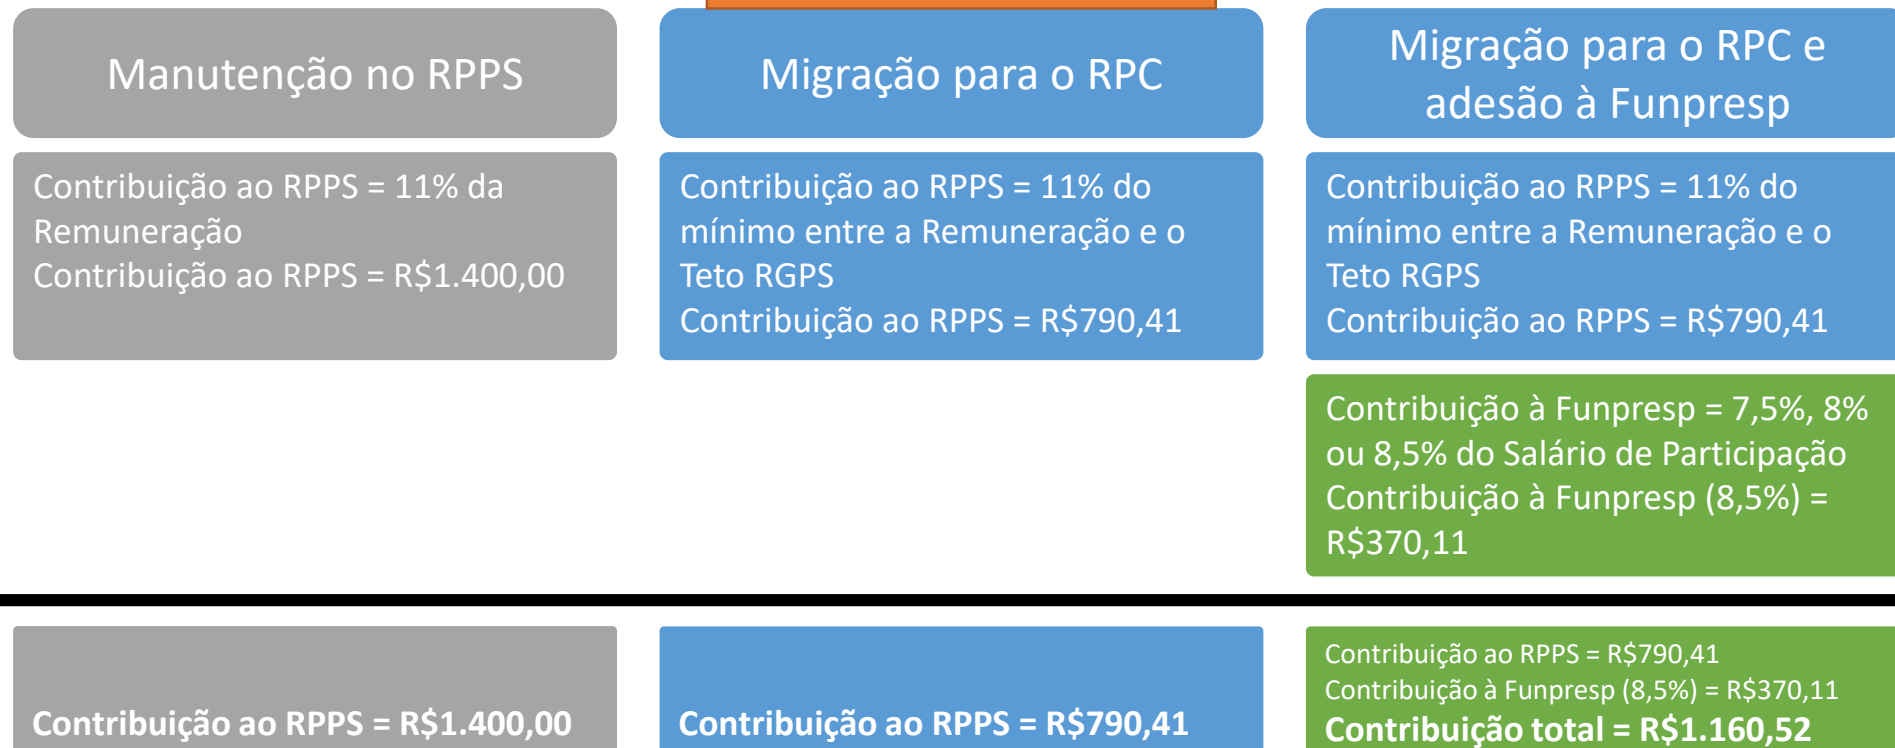 Manutenção no RPPS
Contribuição ao RPPS = 11% da
Remuneração
Contribuição ao RPPS = R$1.400,00
Migração para o RPC
Contribuição ao RPPS = 11% do
mínimo entre a Remuneração e o
Teto RGPS
Contribuição ao RPPS = R$790,41
Migração para o RPC e
adesão à Funpresp
Contribuição ao RPPS = 11% do
mínimo entre a Remuneração e o
Teto RGPS
Contribuição ao RPPS = R$790,41
Contribuição à Funpresp = 7,5%, 8%
ou 8,5% do Salário de Participação
Contribuição à Funpresp (8,5%) =
R$370,11
Contribuição ao RPPS = R$1.400,00
Contribuição ao RPPS = R$790,41
Contribuição ao RPPS = R$790,41
Contribuição à Funpresp (8,5%) = R$370,11
Contribuição total = R$1.160,52